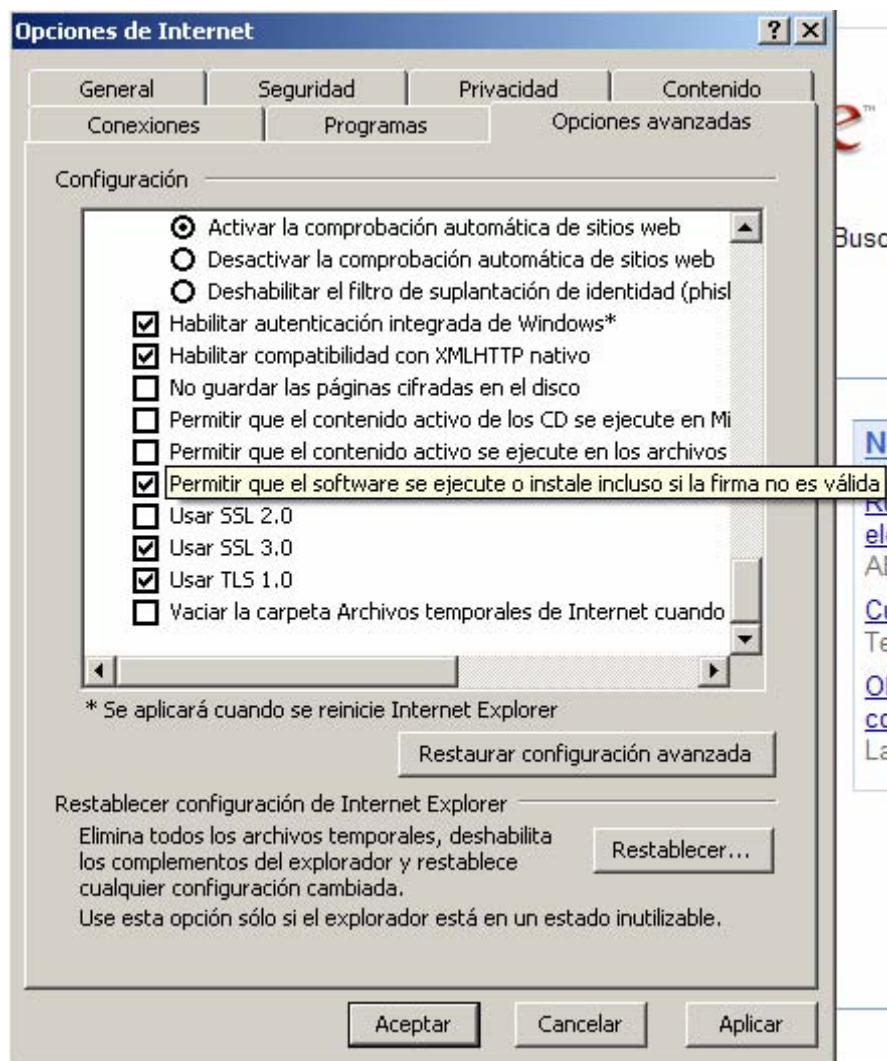 Opciones de Internet
General Seguridad Privacidad Contenido
Conexiones Programas Opciones avanzadas
Configuración
Activar la comprobación automática de sitios web
Desactivar la comprobación automática de sitios web
Deshabilitar el filtro de suplantación de identidad (phisl
Habilitar autenticación integrada de Windows*
Habilitar compatibilidad con XMLHTTP nativo
No guardar las páginas cifradas en el disco
Permitir que el contenido activo de los CD se ejecute en Mi
Permitir que el contenido activo se ejecute en los archivos
Permitir que el software se ejecute o instale incluso si la firma no es válida
Usar SSL 2.0
Usar SSL 3.0
Usar TLS 1.0
Vaciar la carpeta Archivos temporales de Internet cuando
* Se aplicará cuando se reinicie Internet Explorer
Restaurar configuración avanzada
Restablecer configuración de Internet Explorer
Elimina todos los archivos temporales, deshabilita
los complementos del explorador y restablece
cualquier configuración cambiada.
Restablecer...
Use esta opción sólo si el explorador está en un estado inutilizable.
Aceptar Cancelar Aplicar
e™
Busc
N
el
Te
co
La